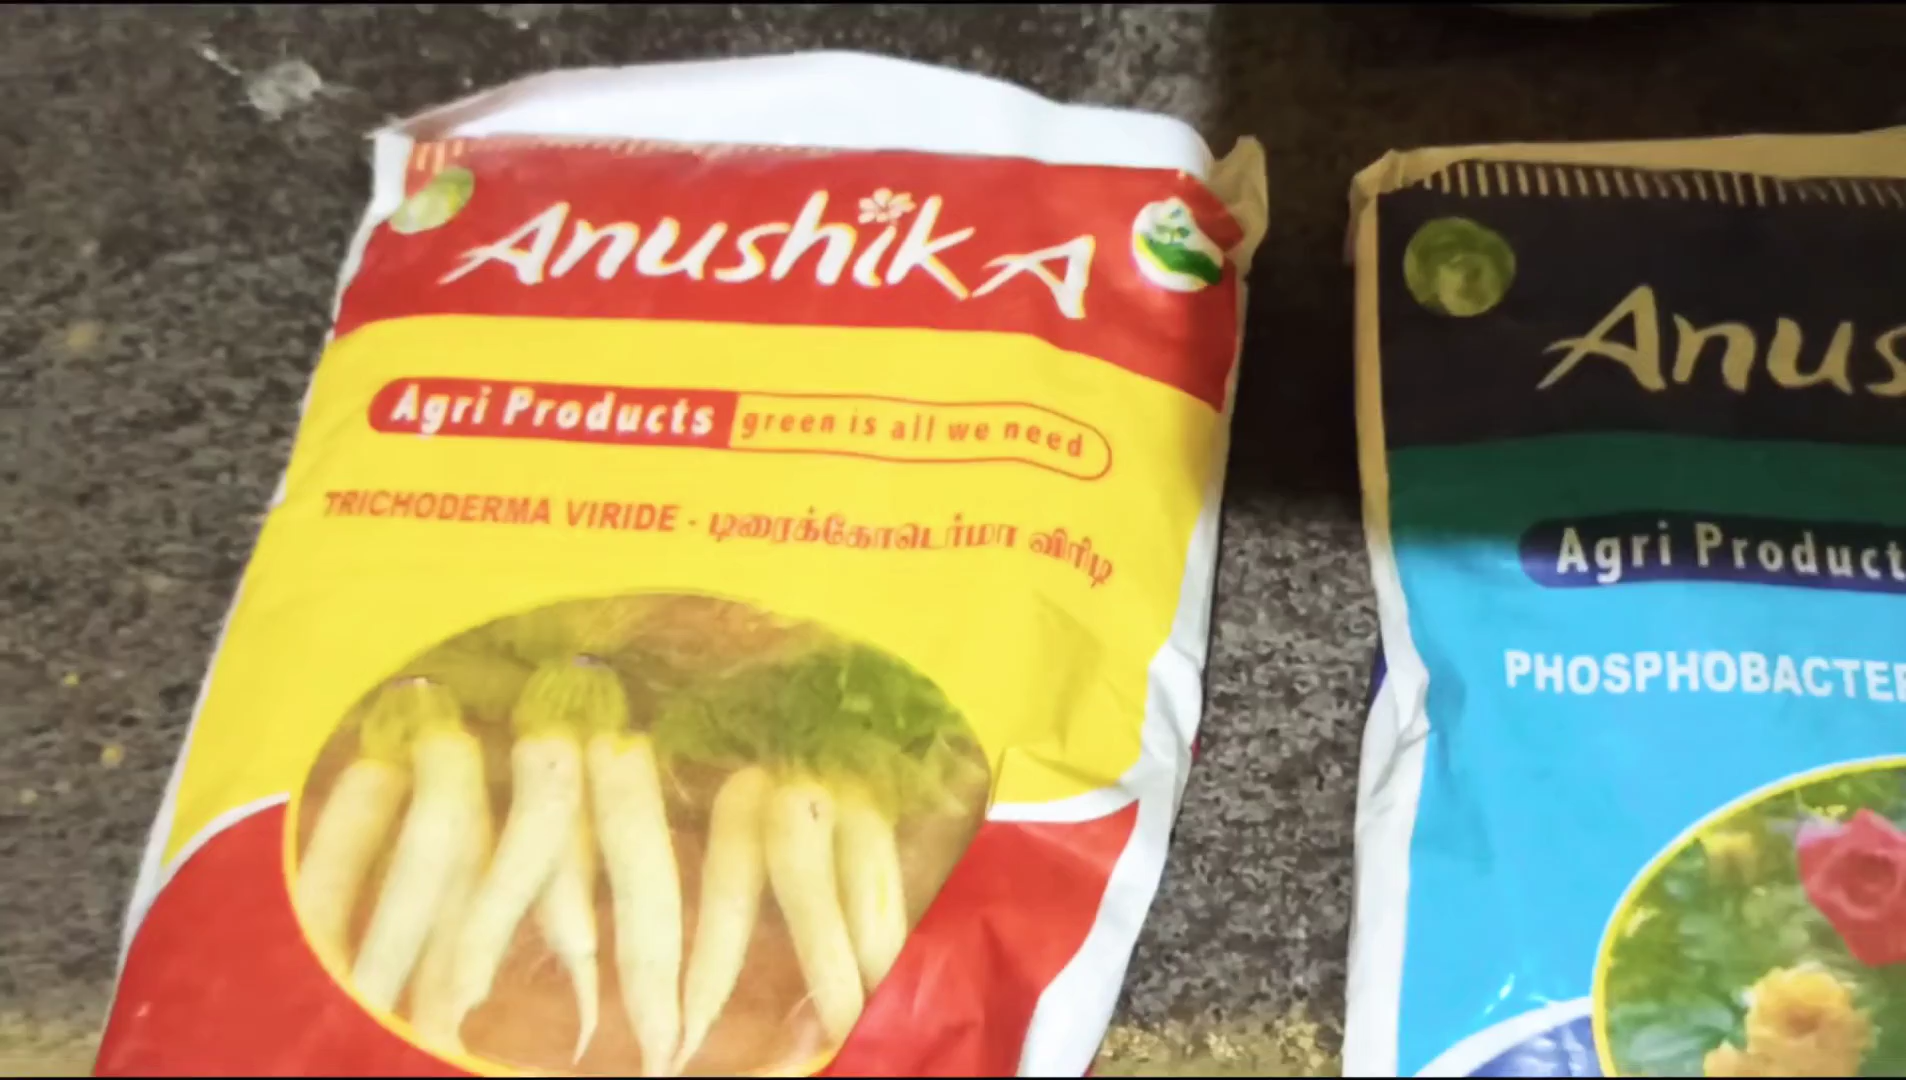 AnushikA
Agri Products green is all we need
TRICHODERMA VIRIDE - டிரைக்கோடெர்மா விரிடி
Anus
Agri Product
PHOSPHOBACTER